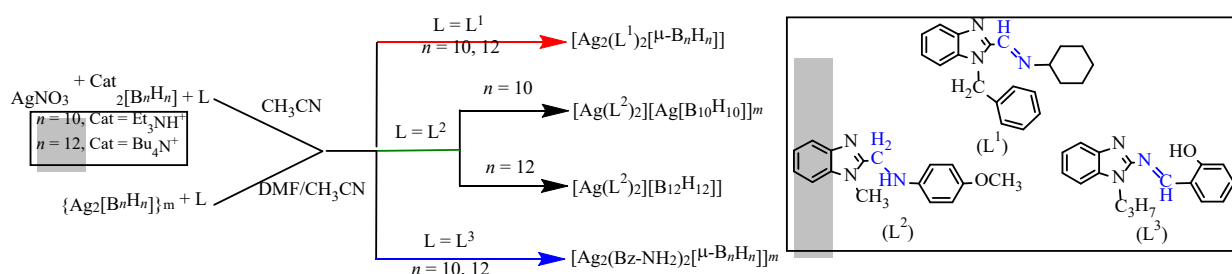 AgNO3 + Cat2[BnHn] + L
n = 10, Cat = Et3NH+
n = 12, Cat = Bu4N+
{Ag2[BnHn]}m + L
CH3CN
DMF/CH3CN
L = L1
n = 10, 12
[Ag2(L1)2[μ-BnHn]]
L = L2
n = 10
[Ag(L2)2][Ag[B10H10]]m
n = 12
[Ag(L2)2][B12H12]]
L = L3
n = 10, 12
[Ag2(Bz-NH2)2[μ-BnHn]]m
N
H
C
N
N
H2C
(L1)
N
H2
C
N
HN
CH3
OCH3
(L2)
N
N
N
HO
C
H
C3H7
(L3)